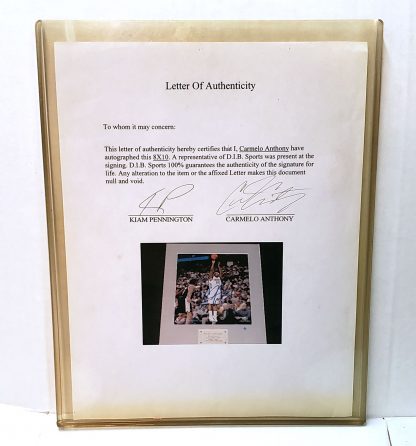 Letter Of Authenticity
To whom it may concern:
This letter of authenticity hereby certifies that I, Carmelo Anthony have
autographed this 8X10. A representative of D.I.B. Sports was present at the
signing. D.I.B. Sports 100% guarantees the authenticity of the signature for
life. Any alteration to the item or the affixed Letter makes this document
null and void.
KIAM PENNINGTON CARMELO ANTHONY